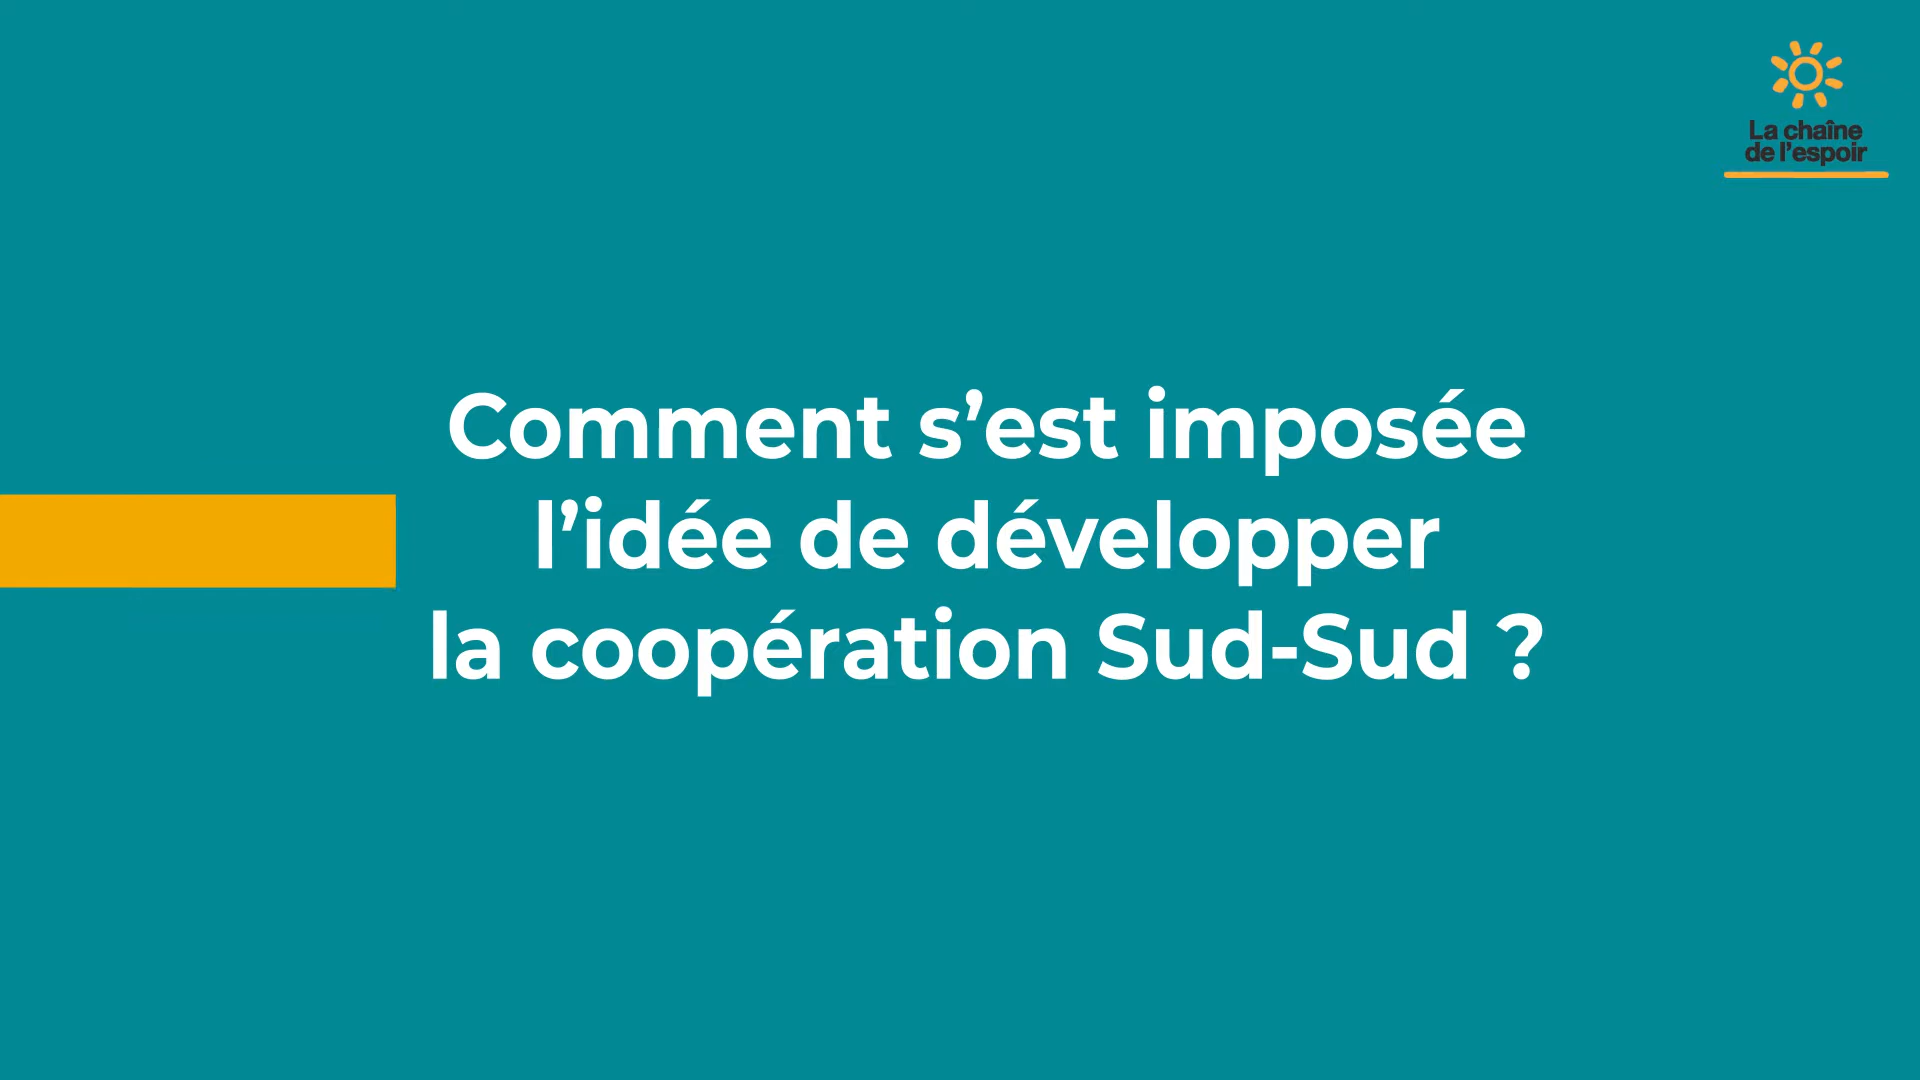 La chaîne
de l’espoir
Comment s’est imposée
l’idée de développer
la coopération Sud-Sud ?